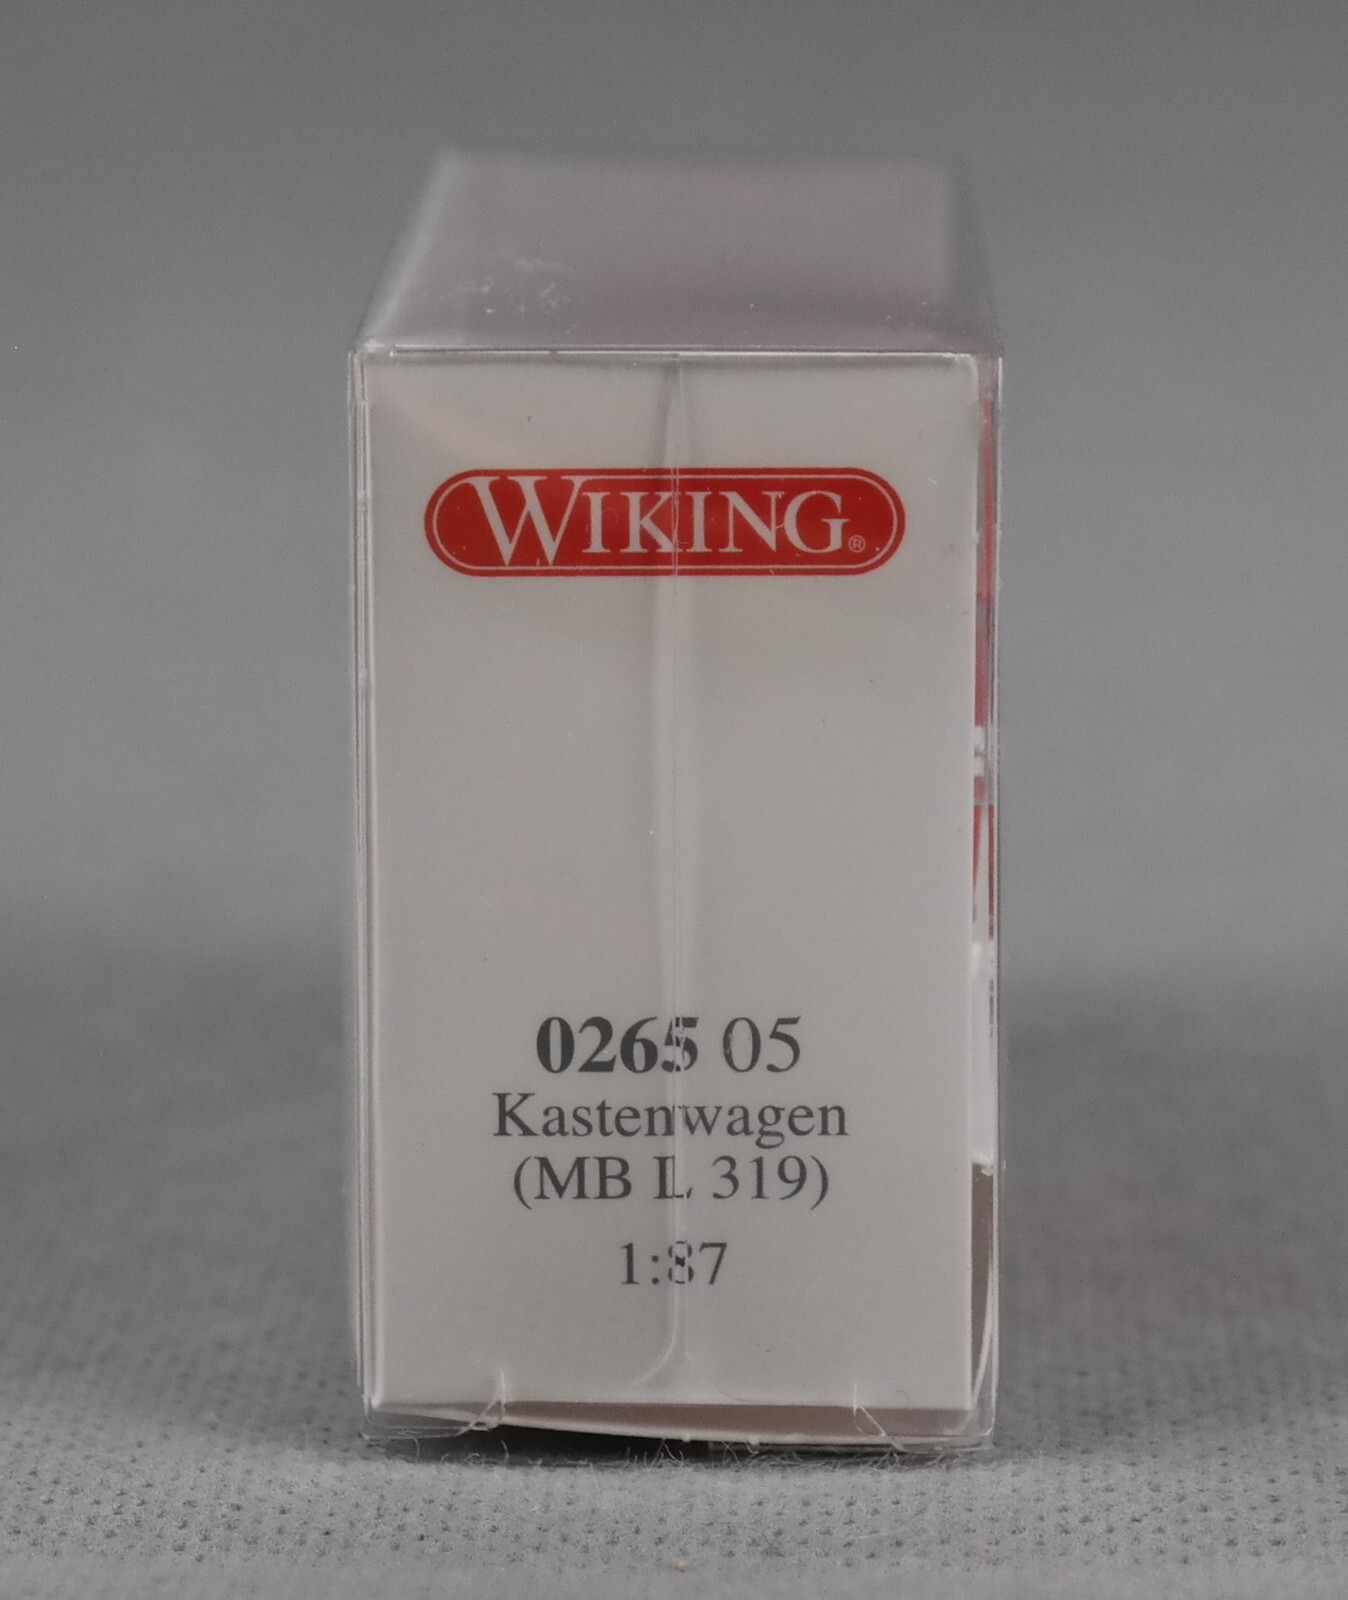 WIKING®
0265 05
Kastenwagen
(MB L 319)
1:87